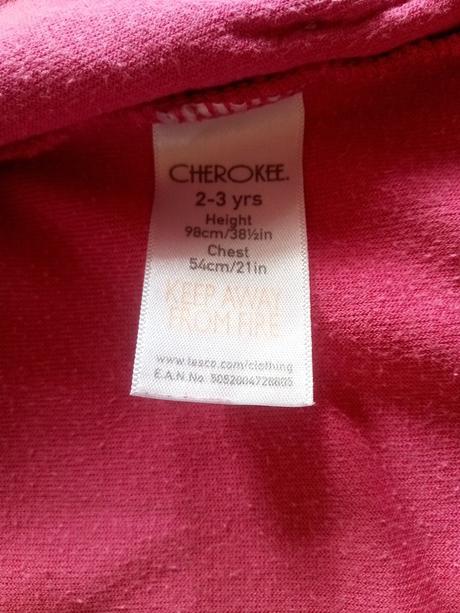 CHEROKEE.
2-3 yrs
Height
98cm/38½in
Chest
54cm/21in
KEEP AWAY
FROM FIRE
www.tesco.com/clothing
E.A.N.No.